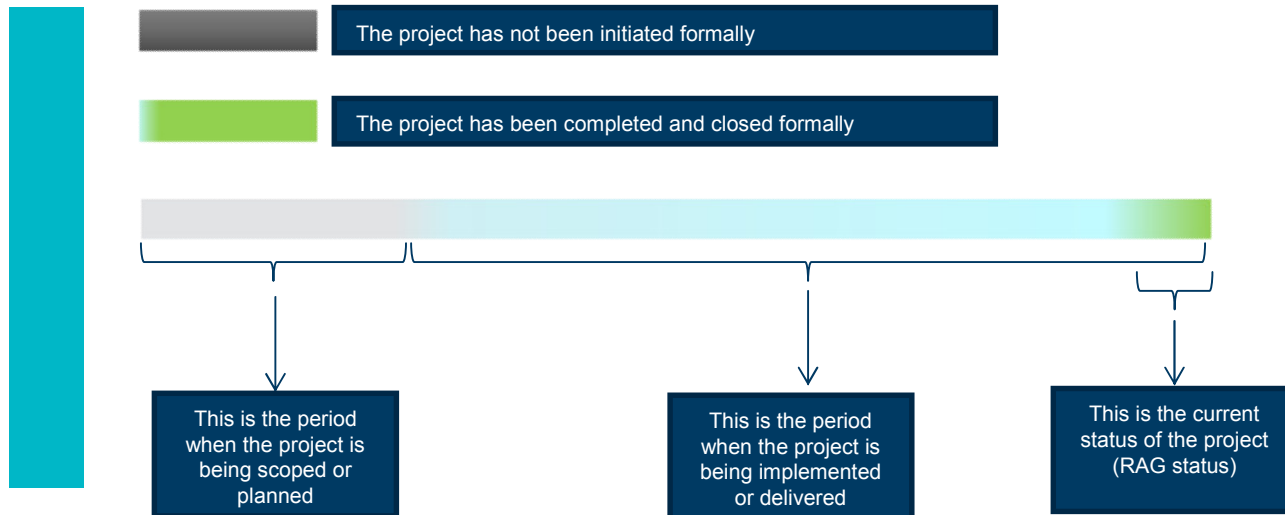 The project has not been initiated formally
The project has been completed and closed formally
This is the period
when the project is
being scoped or
planned
This is the period
when the project is
being implemented
or delivered
This is the current
status of the project
(RAG status)